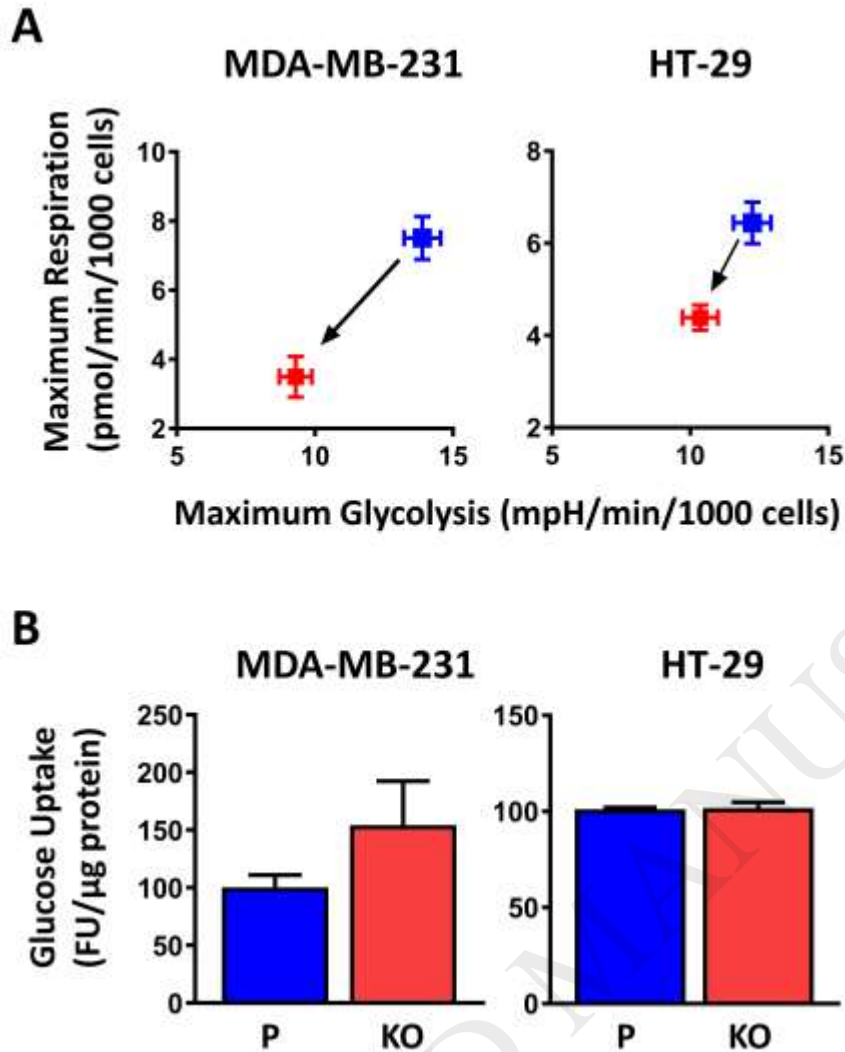 A
MDA-MB-231 HT-29
Maximum Respiration
(pmol/min/1000 cells)
10
8
6
4
2
5 10 15
8
6
4
2
5 10 15
Maximum Glycolysis (mpH/min/1000 cells)
B
MDA-MB-231 HT-29
Glucose Uptake
(FU/µg protein)
250
200
150
100
50
0
P KO
150
100
50
0
P KO